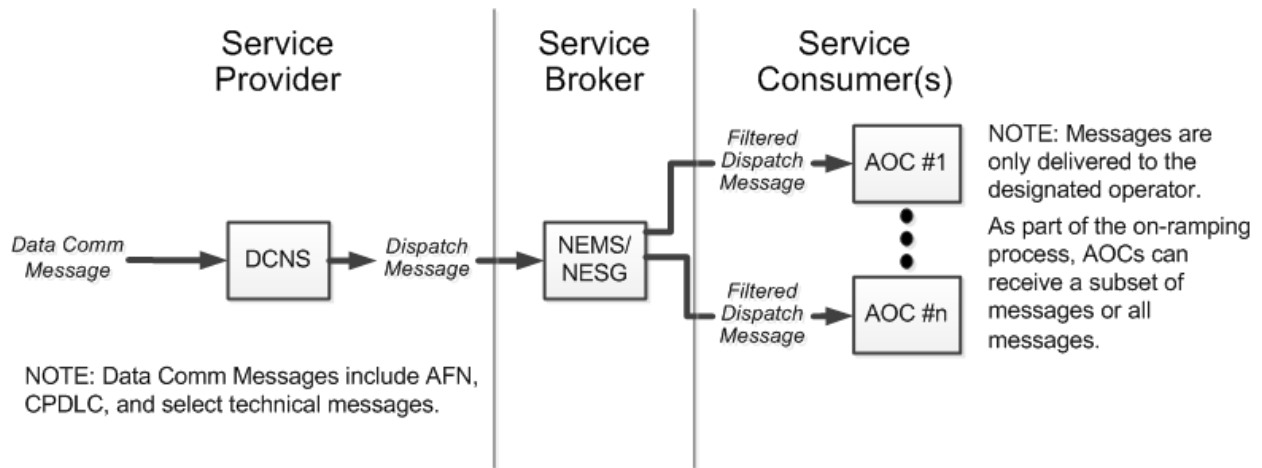 Service
Provider
Service
Broker
Service
Consumer(s)
Data Comm
Message
DCNS
Dispatch
Message
NEMS/
NESG
Filtered
Dispatch
Message
AOC #1
Filtered
Dispatch
Message
AOC #n
NOTE: Messages are
only delivered to the
designated operator.
As part of the on-ramping
process, AOCs can
receive a subset of
messages or all
messages.
NOTE: Data Comm Messages include AFN,
CPDLC, and select technical messages.